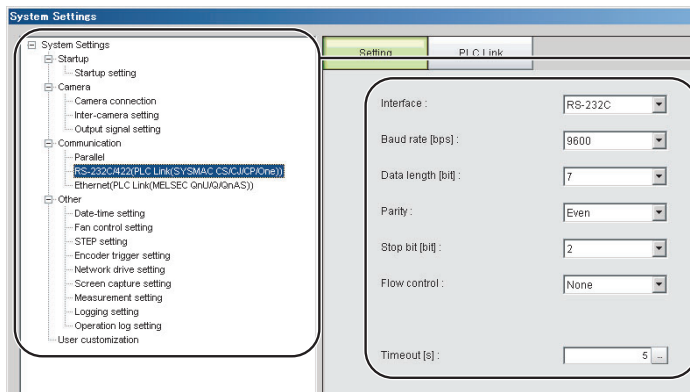 System Settings
System Settings
Startup
Startup setting
Camera
Camera connection
Inter-camera setting
Output signal setting
Communication
Parallel
RS-232C/422(PLC Link(SYSMAC CS/CJ/CP/One))
Ethernet(PLC Link(MELSEC QnU/Q/QnAS))
Other
Date-time setting
Fan control setting
STEP setting
Encoder trigger setting
Network drive setting
Screen capture setting
Measurement setting
Logging setting
Operation log setting
User customization
Setting PLC Link
Interface : RS-232C
Baud rate [bps] : 9600
Data length [bit] : 7
Parity : Even
Stop bit [bit] : 2
Flow control : None
Timeout [s] : 5 ..